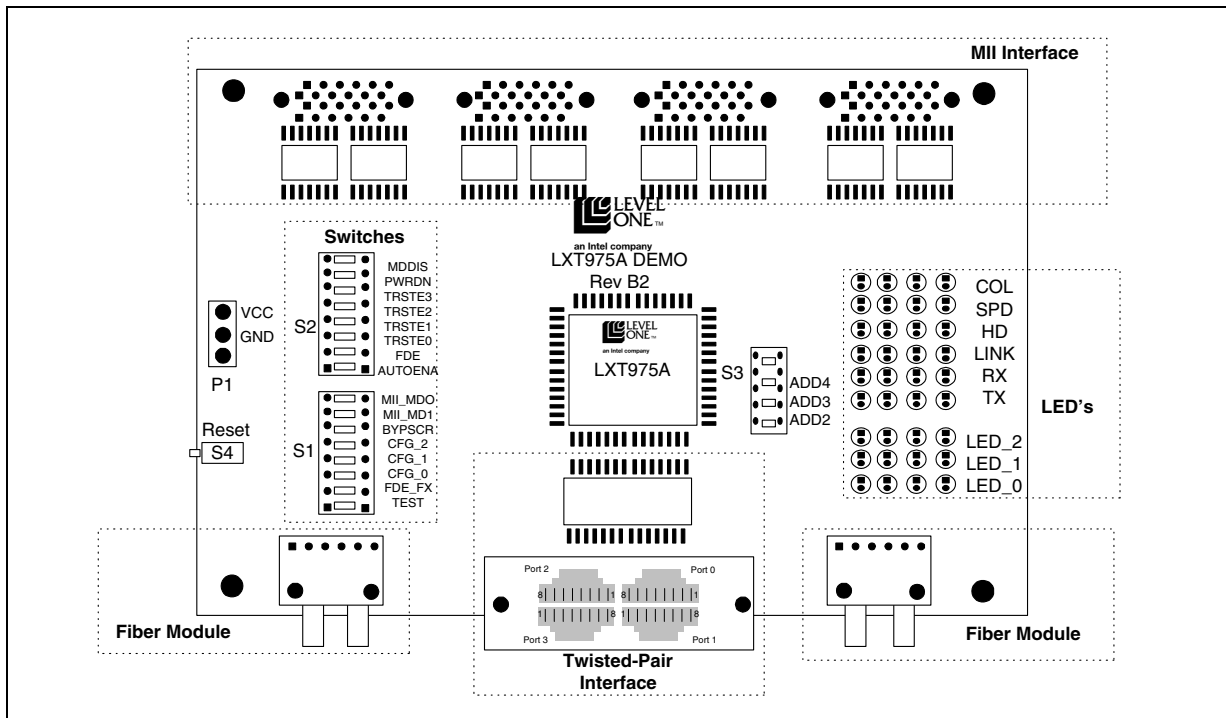 MII Interface
LEVEL
ONE™
an Intel company
LXT975A DEMO
Rev B2
Switches
S2
MDDIS
PWRDN
TRSTE3
TRSTE2
TRSTE1
TRSTE0
FDE
AUTOENA
VCC
GND
P1
LEVEL
ONE™
an Intel company
LXT975A
S3
ADD4
ADD3
ADD2
COL
SPD
HD
LINK
RX
TX
LED_2
LED_1
LED_0
LED's
Reset
S4
S1
MII_MDO
MII_MD1
BYPSCR
CFG_2
CFG_1
CFG_0
FDE_FX
TEST
Fiber Module
Port 2
Port 0
8 1 8 1
1 8 1 8
Port 3
Port 1
Twisted-Pair
Interface
Fiber Module